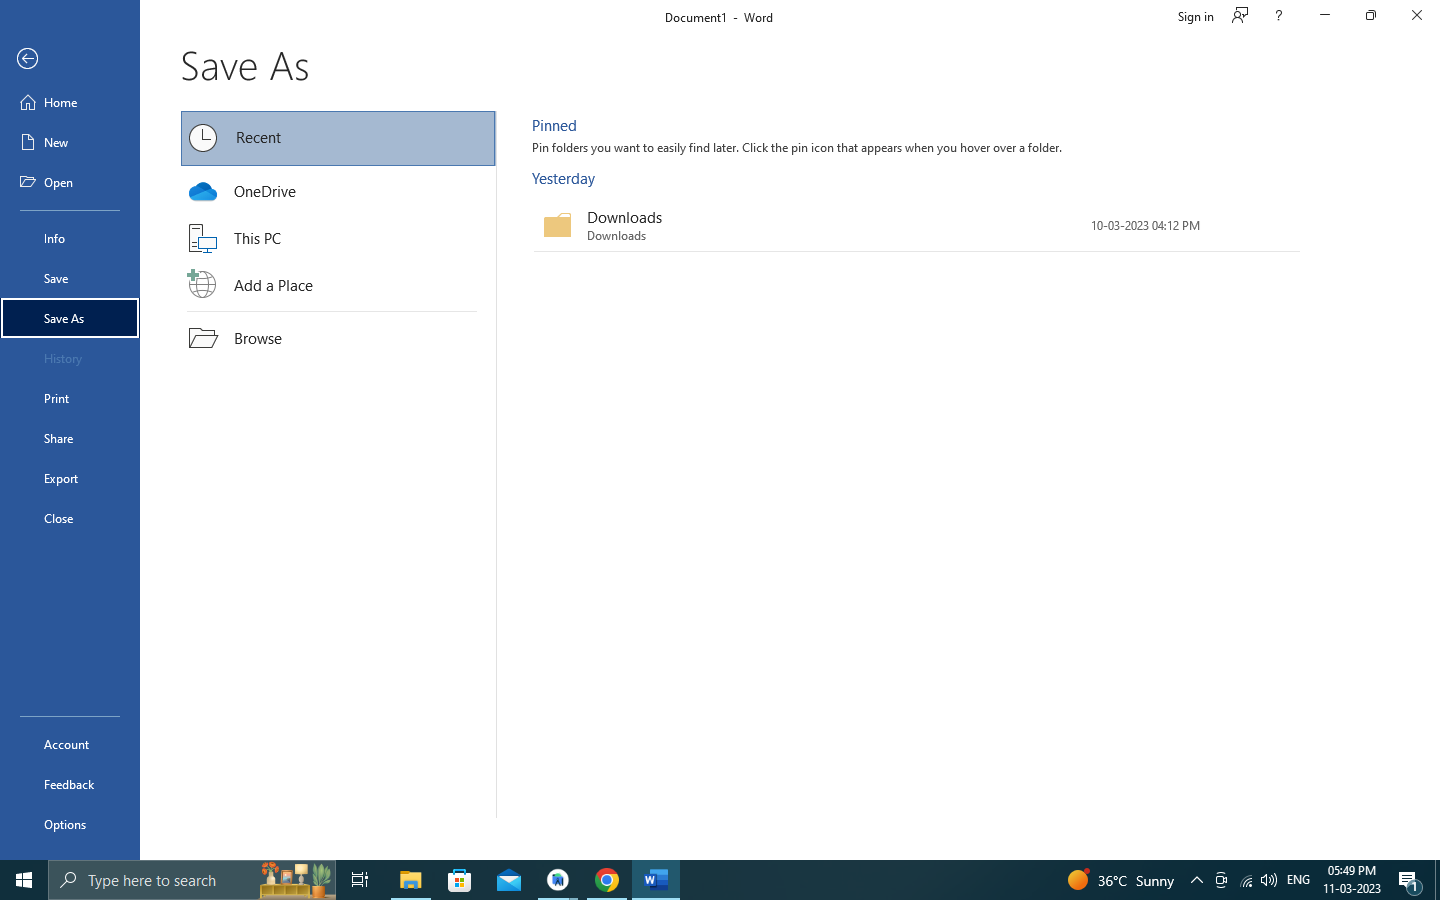 Document1 - Word
Sign in
?
Save As
Home
New
Open
Info
Save
Save As
History
Print
Share
Export
Close
Account
Feedback
Options
Recent
OneDrive
This PC
Add a Place
Browse
Pinned
Pin folders you want to easily find later. Click the pin icon that appears when you hover over a folder.
Yesterday
Downloads
Downloads
10-03-2023 04:12 PM
Type here to search
36°C Sunny
ENG
05:49 PM
11-03-2023
1